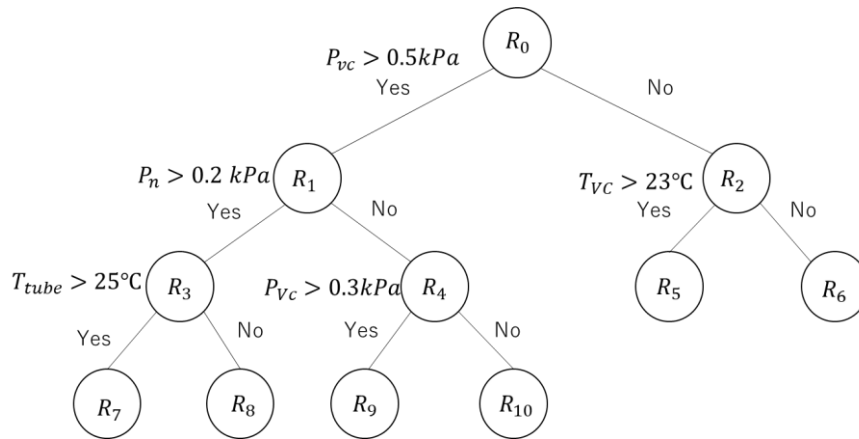 R₀
P_vc > 0.5kPa
Yes
No
P_n > 0.2 kPa
R₁
T_VC > 23℃
R₂
Yes
No
Yes
No
T_tube > 25℃
R₃
P_Vc > 0.3kPa
R₄
R₅
R₆
Yes
No
Yes
No
R₇
R₈
R₉
R₁₀